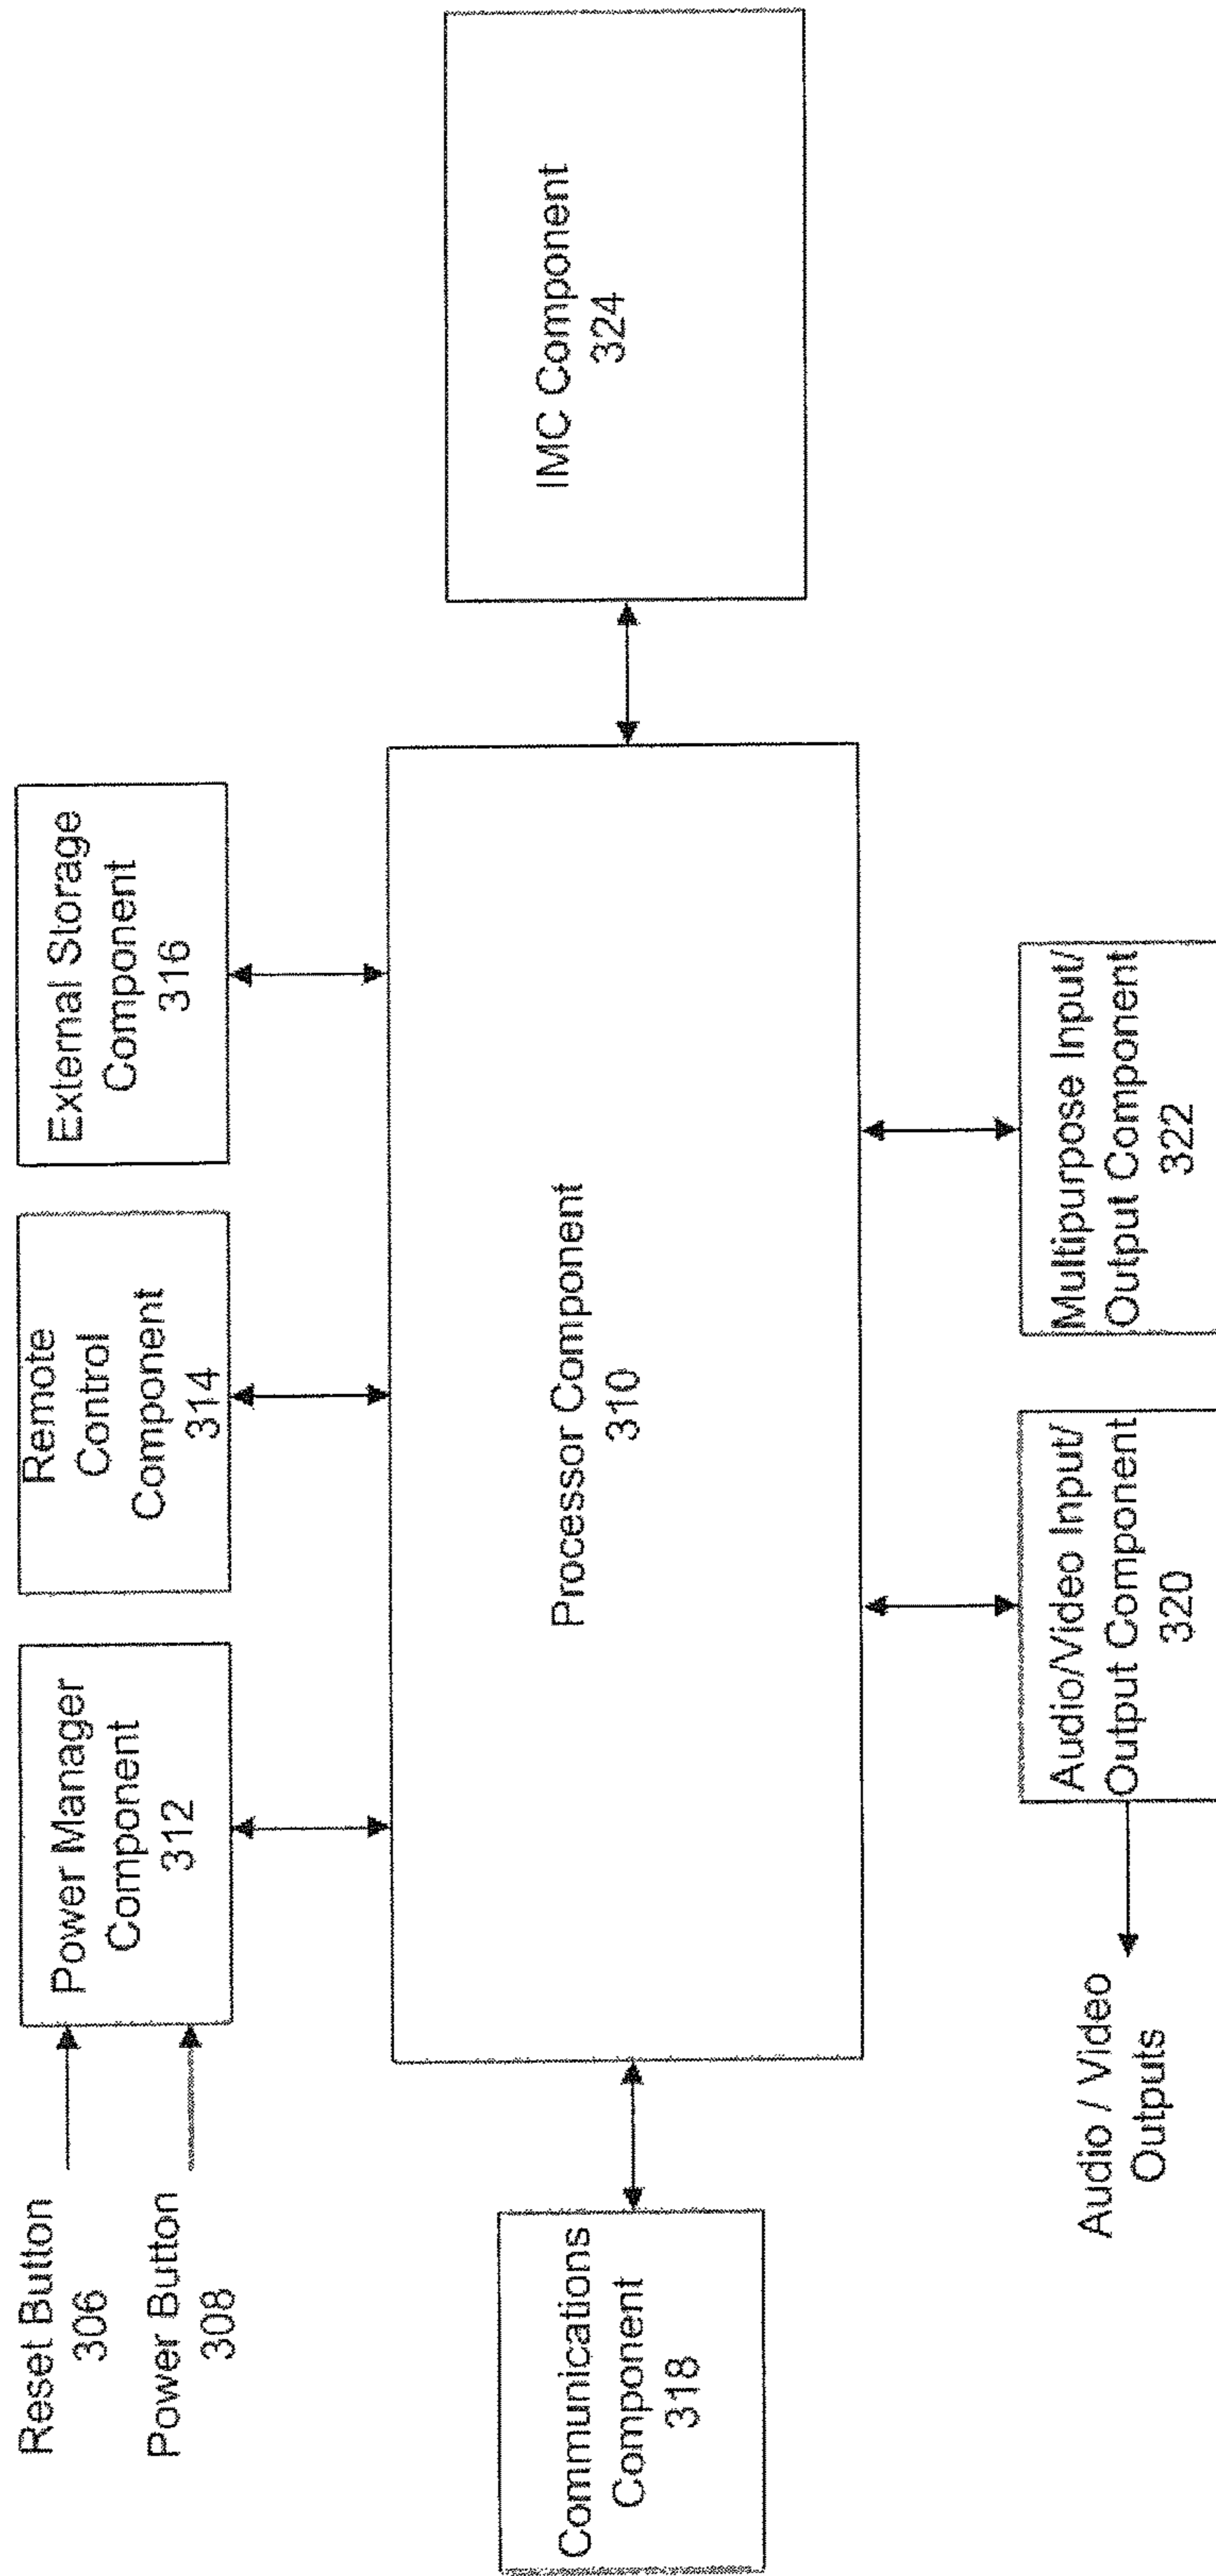 Reset Button
306
Power Button
308
Power Manager
Component
312
Remote
Control
Component
314
External Storage
Component
316
Communications
Component
318
Processor Component
310
IMC Component
324
Audio / Video
Outputs
Audio/Video Input/
Output Component
320
Multipurpose Input/
Output Component
322